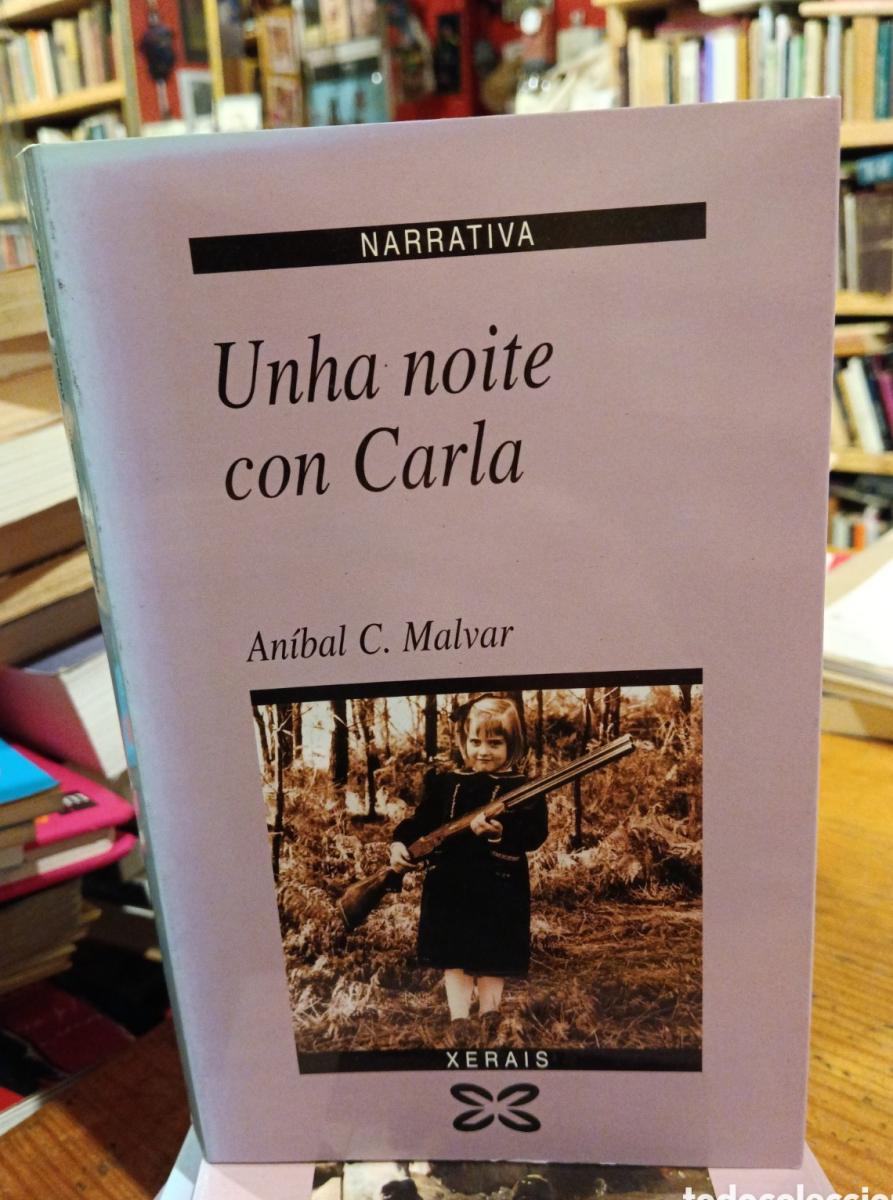 NARRATIVA
Unha noite
con Carla
Aníbal C. Malvar
XERAIS